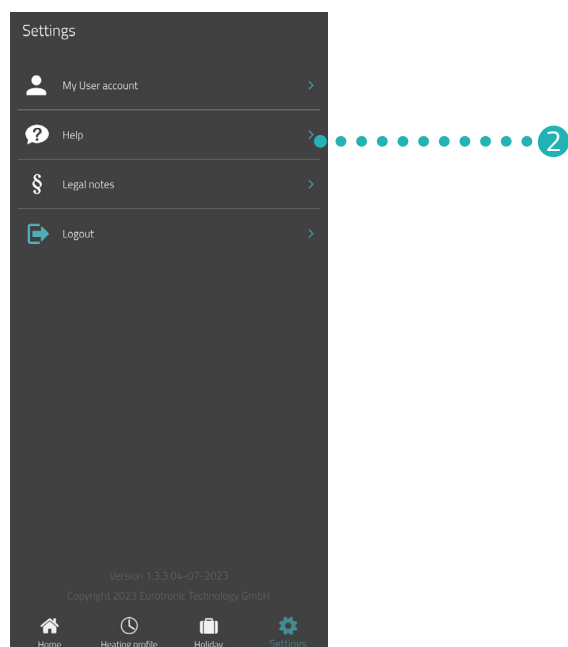 Settings
My User account
? Help
2
§ Legal notes
Logout
Version 1.3.3 04-07-2023
Copyright 2023 Eurotronic Technology GmbH
Home Heating profile Holiday Settings